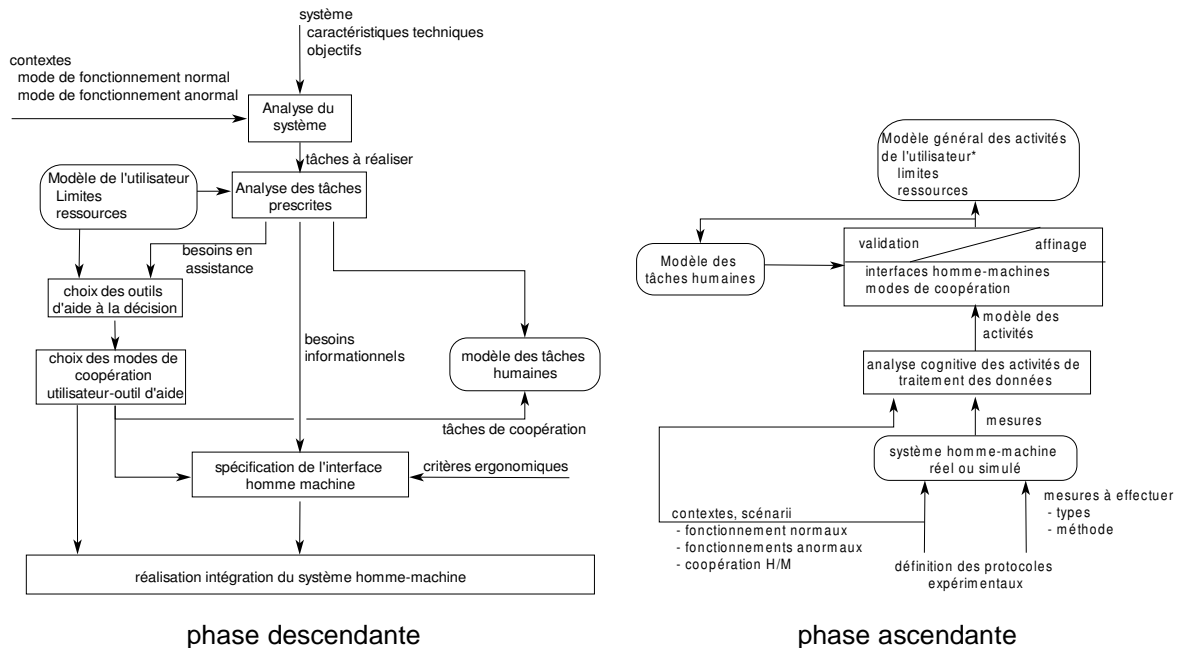 système
caractéristiques techniques
objectifs
contextes
mode de fonctionnement normal
mode de fonctionnement anormal
Analyse du
système
tâches à réaliser
Modèle de l'utilisateur
Limites
ressources
Analyse des tâches
prescrites
besoins en
assistance
choix des outils
d'aide à la décision
besoins
informationnels
choix des modes de
coopération
utilisateur-outil d'aide
modèle des tâches
humaines
tâches de coopération
spécification de l'interface
homme machine
critères ergonomiques
réalisation intégration du système homme-machine
phase descendante
Modèle général des activités
de l'utilisateur*
limites
ressources
validation
affinage
Modèle des
tâches humaines
interfaces homme-machines
modes de coopération
modèle des
activités
analyse cognitive des activités de
traitement des données
mesures
système homme-machine
réel ou simulé
mesures à effectuer
- types
- méthode
contextes, scénarii
- fonctionnement normaux
- fonctionnements anormaux
- coopération H/M
définition des protocoles
expérimentaux
phase ascendante